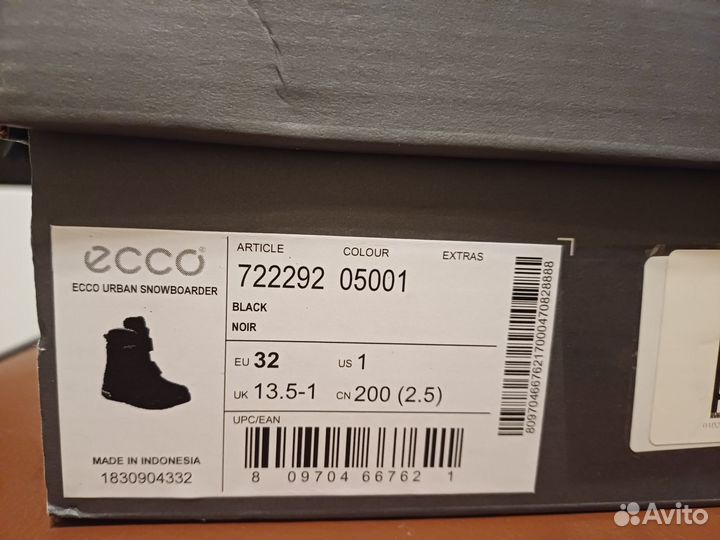 ecco®
ECCO URBAN SNOWBOARDER
MADE IN INDONESIA
1830904332
ARTICLE COLOUR EXTRAS
722292 05001
BLACK
NOIR
EU 32 US 1
UK 13.5-1 CN 200 (2.5)
UPC/EAN
8 09704 66762 1
809704667621700047082888
Avito